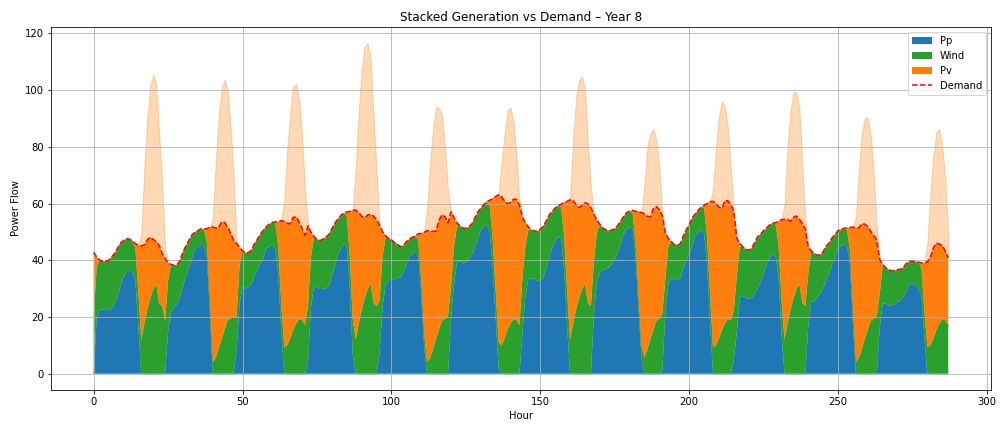 Stacked Generation vs Demand – Year 8
120
100
80
60
40
20
0
Power Flow
0 50 100 150 200 250 300
Hour
Pp
Wind
Pv
Demand